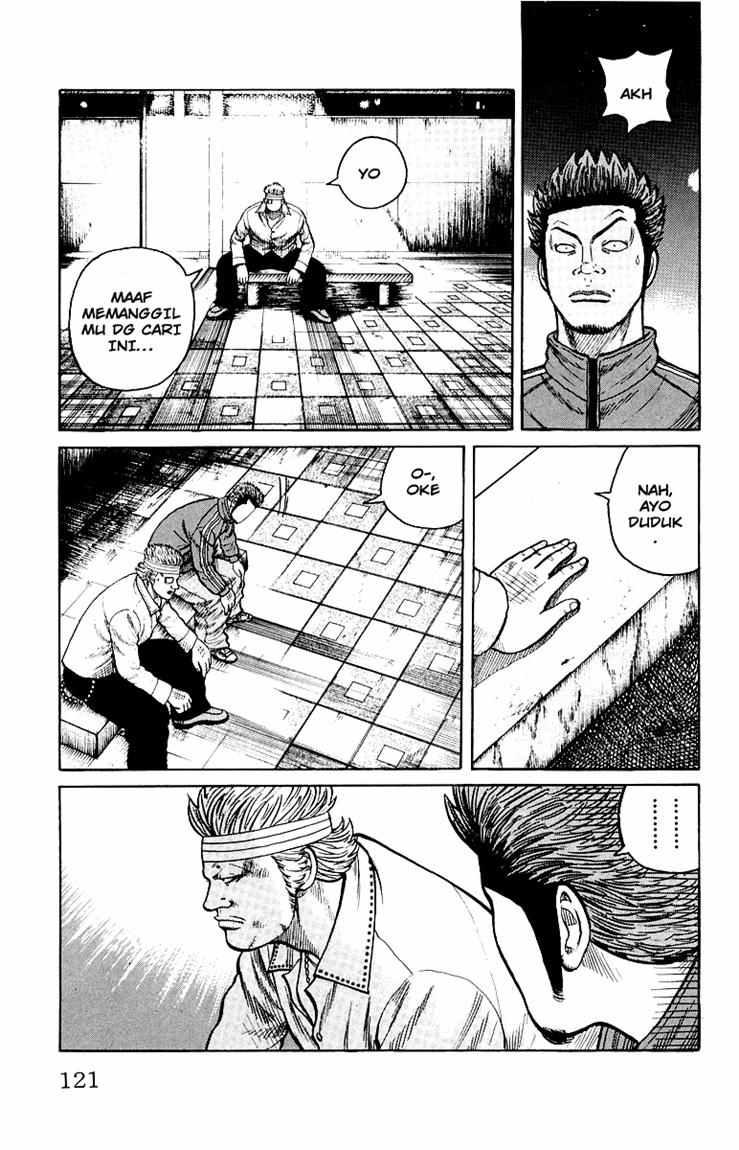 AKH
YO
MAAF
MEMANGGIL
MU DG CARI
INI...
NAH,
AYO
DUDUK
.
O-,
OKE
......
......
121